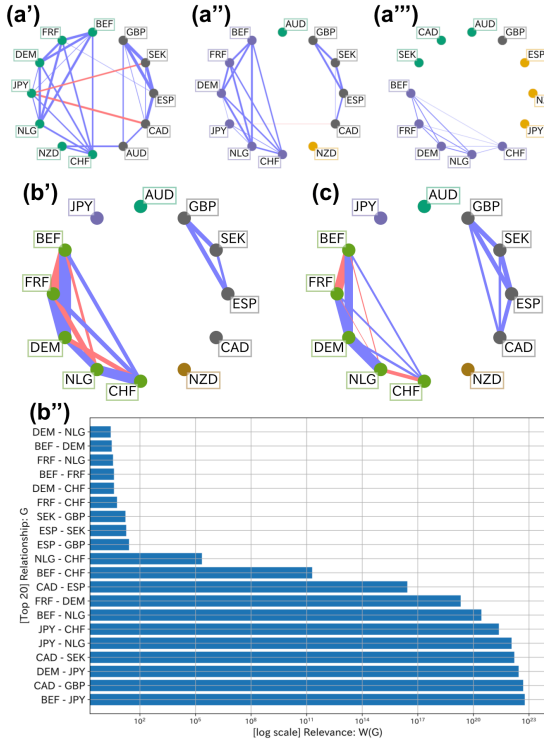 (a') (a'') (a''')
BEF
GBP
FRF
SEK
DEM
ESP
JPY
CAD
NLG
AUD
NZD
CHF
AUD
BEF
GBP
FRF
SEK
DEM
ESP
JPY
CAD
NLG
NZD
CHF
AUD
CAD
GBP
SEK
ESP
BEF
FRF
JPY
DEM
CHF
NLG
(b') (c)
AUD
JPY
GBP
BEF
SEK
FRF
ESP
DEM
CAD
NLG
NZD
CHF
AUD
JPY
GBP
BEF
SEK
FRF
ESP
DEM
CAD
NLG
NZD
CHF
(b'')
[Top 20] Relationship: G
DEM - NLG
BEF - DEM
FRF - NLG
BEF - FRF
DEM - CHF
FRF - CHF
SEK - GBP
ESP - SEK
ESP - GBP
NLG - CHF
BEF - CHF
CAD - ESP
FRF - DEM
BEF - NLG
JPY - CHF
JPY - NLG
CAD - SEK
DEM - JPY
CAD - GBP
BEF - JPY
10² 10⁵ 10⁸ 10¹¹ 10¹⁴ 10¹⁷ 10²⁰ 10²³
[log scale] Relevance: W(G)